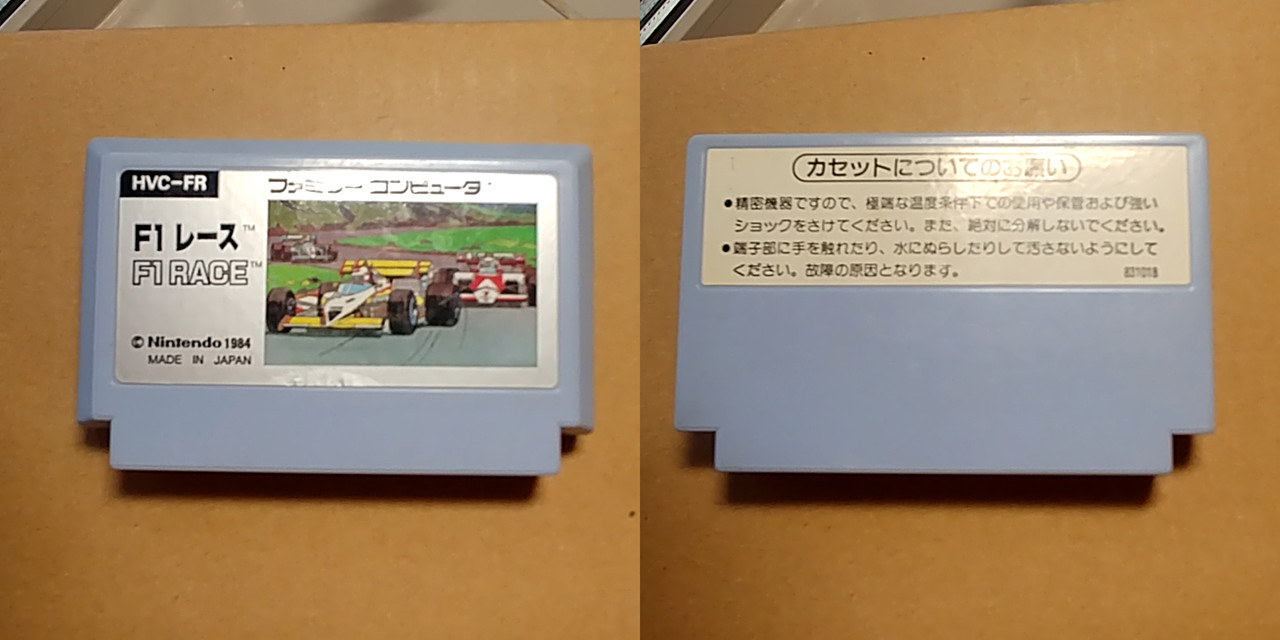 HVC-FR
ファミリー コンピュータ™
F1 レース™
F1 RACE™
© Nintendo 1984
MADE IN JAPAN
カセットについてのお願い
●精密機器ですので、極端な温度条件下での使用や保管および強い
ショックをさけてください。また、絶対に分解しないでください。
●端子部に手を触れたり、水にぬらしたりして汚さないようにして
ください。故障の原因となります。
831018